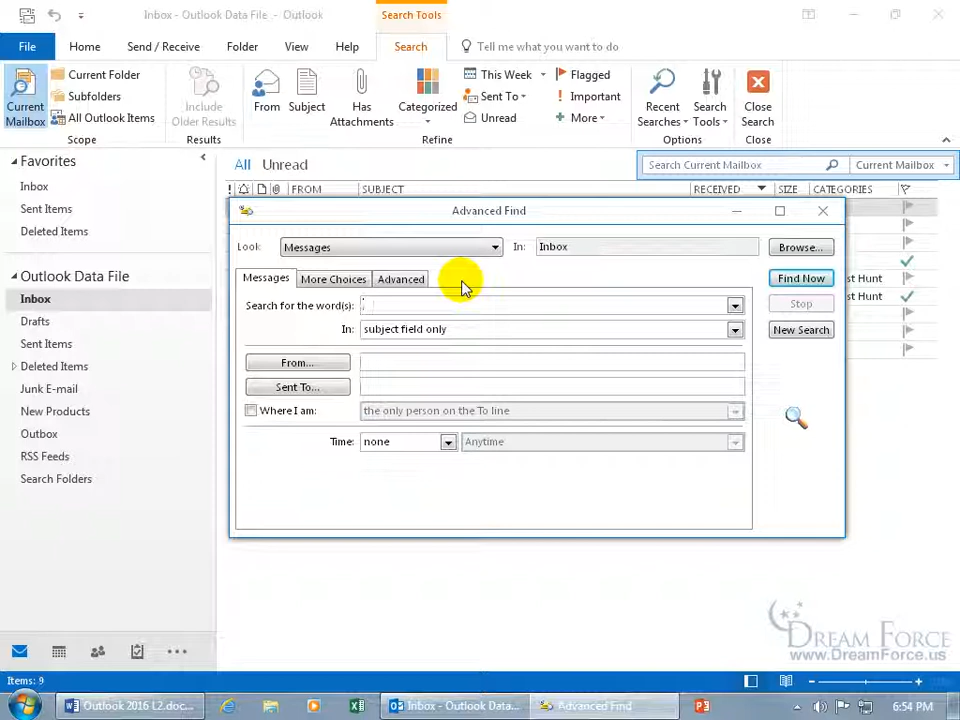 Inbox - Outlook Data File - Outlook
Search Tools
File
Home
Send / Receive
Folder
View
Help
Search
Tell me what you want to do
Current Mailbox
Current Folder
Subfolders
All Outlook Items
Scope
Include Older Results
Results
From
Subject
Has Attachments
Categorized
This Week
Sent To
Unread
Flagged
Important
More
Refine
Recent Searches
Search Tools
Options
Close Search
Close
Favorites
Inbox
Sent Items
Deleted Items
Outlook Data File
Inbox
Drafts
Sent Items
Deleted Items
Junk E-mail
New Products
Outbox
RSS Feeds
Search Folders
All
Unread
Search Current Mailbox
Current Mailbox
FROM
SUBJECT
RECEIVED
SIZE
CATEGORIES
st Hunt
st Hunt
Advanced Find
Look:
Messages
In:
Inbox
Browse...
Messages
More Choices
Advanced
Find Now
Search for the word(s):
Stop
In:
subject field only
New Search
From...
Sent To...
Where I am:
the only person on the To line
Time:
none
Anytime
DREAM FORCE
www.DreamForce.us
Items: 9
Outlook 2016 L2.doc...
Inbox - Outlook Data...
Advanced Find
6:54 PM